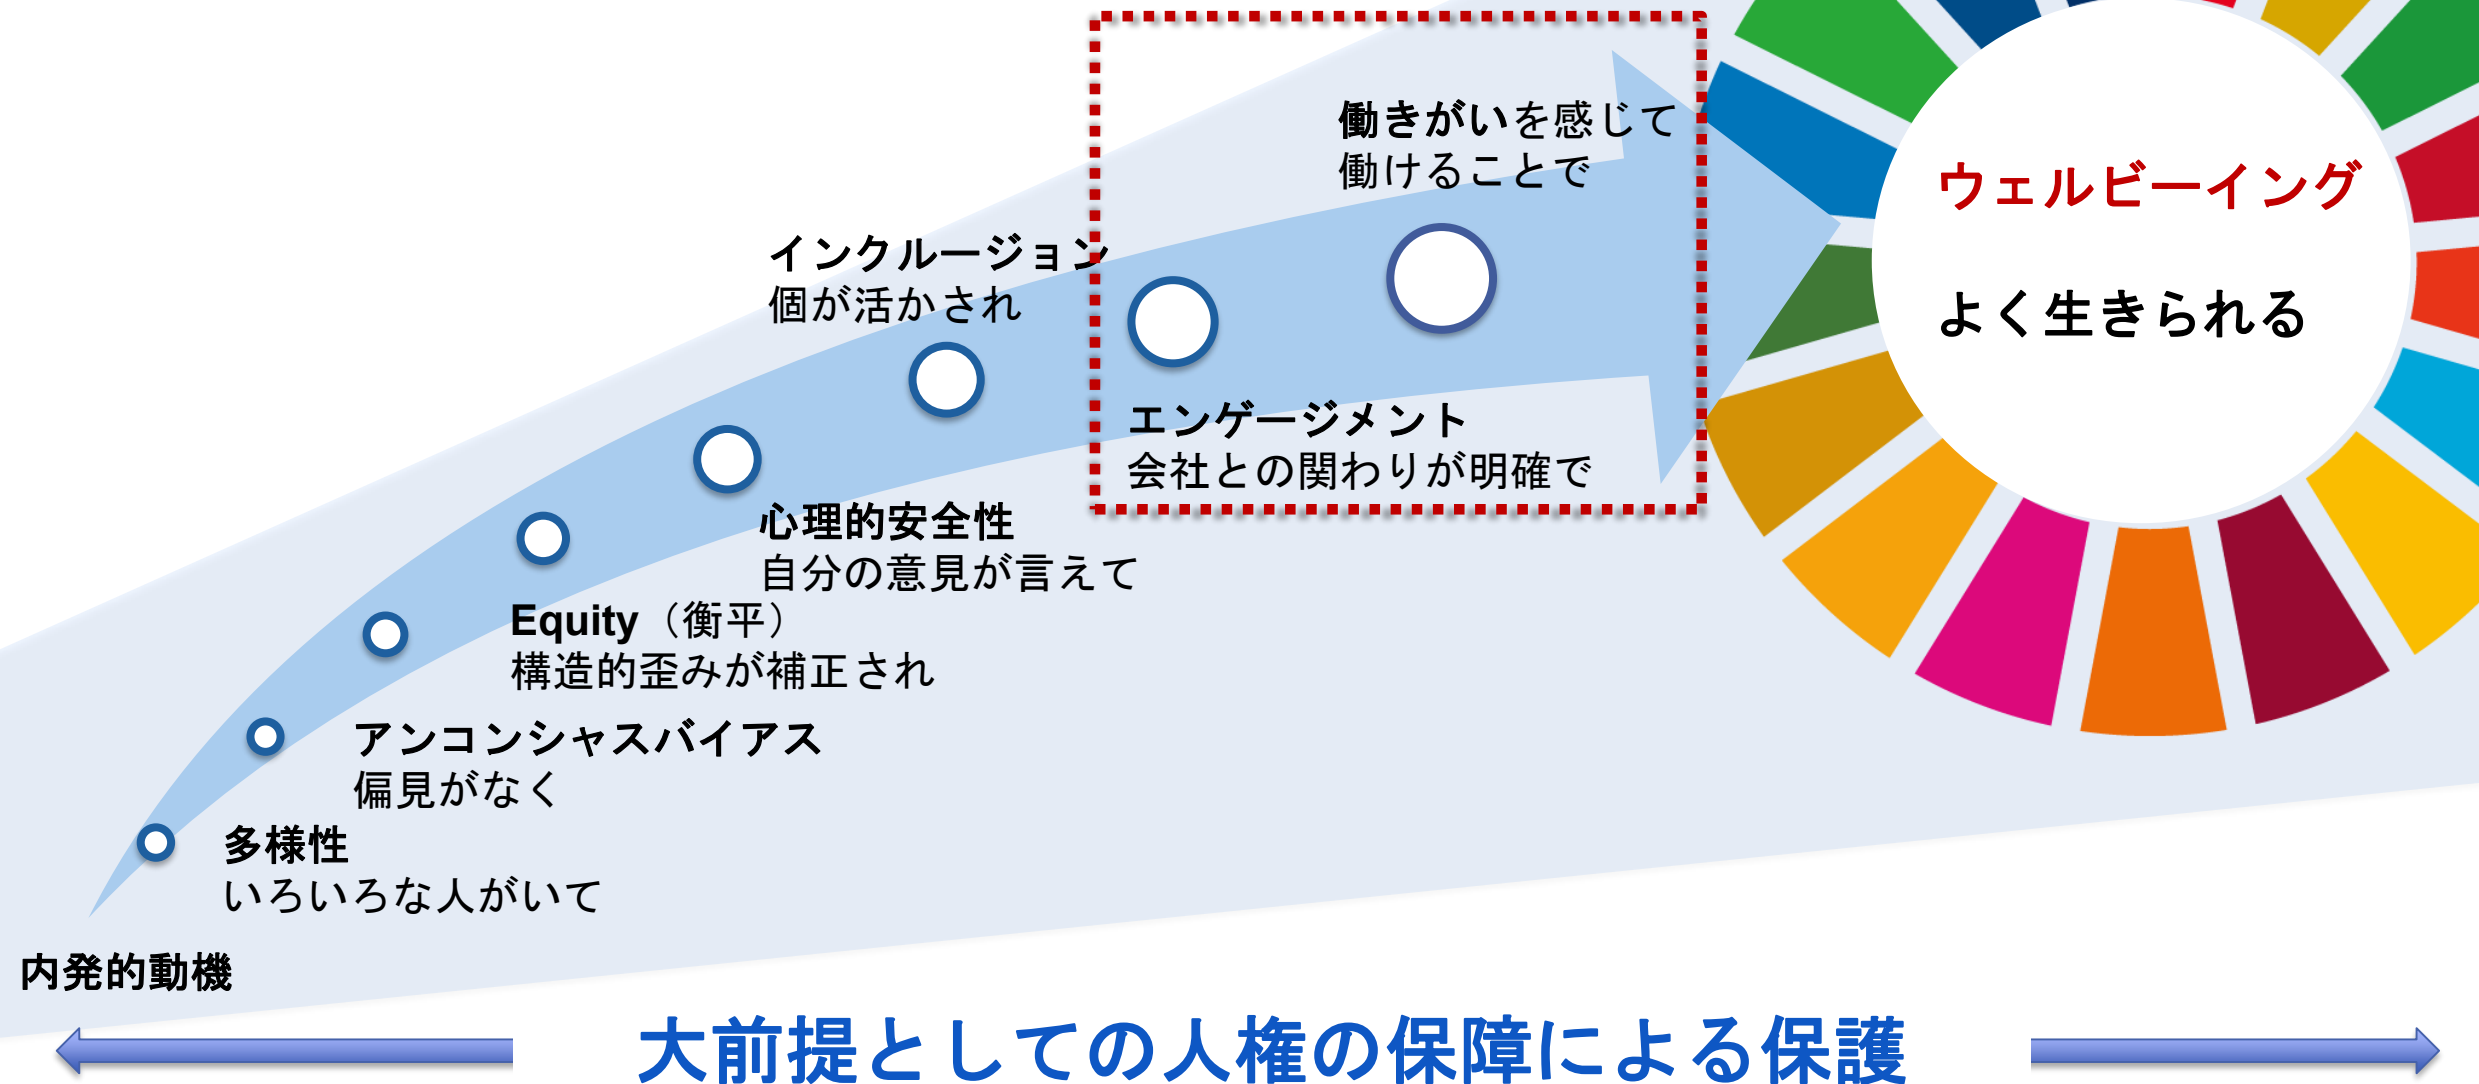 働きがいを感じて
働けることで
ウェルビーイング
よく生きられる
インクルージョン
個が活かされ
エンゲージメント
会社との関わりが明確で
心理的安全性
自分の意見が言えて
Equity（衡平）
構造的歪みが補正され
アンコンシャスバイアス
偏見がなく
多様性
いろいろな人がいて
内発的動機
大前提としての人権の保障による保護